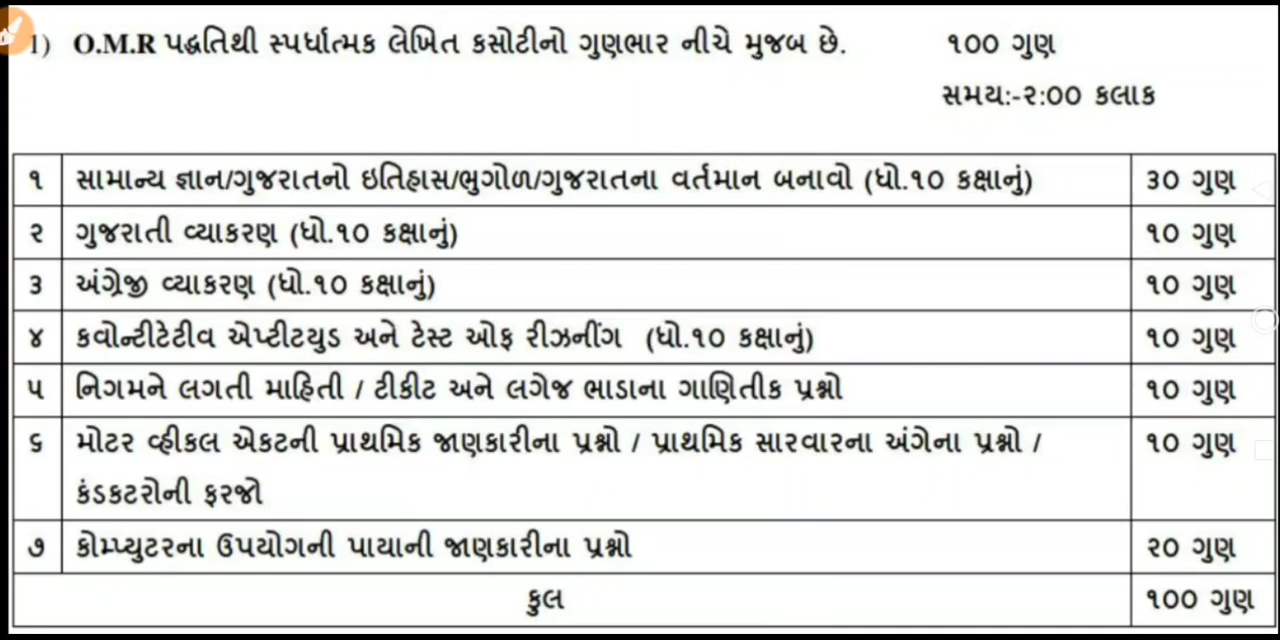 1) O.M.R પદ્ધતિથી સ્પર્ધાત્મક લેખિત કસોટીનો ગુણભાર નીચે મુજબ છે. ૧૦૦ ગુણ
સમય:-૨:૦૦ કલાક
૧ સામાન્ય જ્ઞાન/ગુજરાતનો ઇતિહાસ/ભુગોળ/ગુજરાતના વર્તમાન બનાવો (ધો.૧૦ કક્ષાનું) ૩૦ ગુણ
૨ ગુજરાતી વ્યાકરણ (ધો.૧૦ કક્ષાનું) ૧૦ ગુણ
૩ અંગ્રેજી વ્યાકરણ (ધો.૧૦ કક્ષાનું) ૧૦ ગુણ
૪ કવોન્ટીટેટીવ એપ્ટીટયુડ અને ટેસ્ટ ઓફ રીઝનીંગ (ધો.૧૦ કક્ષાનું) ૧૦ ગુણ
૫ નિગમને લગતી માહિતી / ટીકીટ અને લગેજ ભાડાના ગાણિતીક પ્રશ્નો ૧૦ ગુણ
૬ મોટર વ્હીકલ એકટની પ્રાથમિક જાણકારીના પ્રશ્નો / પ્રાથમિક સારવારના અંગેના પ્રશ્નો / ૧૦ ગુણ
કંડકટરોની ફરજો
૭ કોમ્પ્યુટરના ઉપયોગની પાયાની જાણકારીના પ્રશ્નો ૨૦ ગુણ
કુલ ૧૦૦ ગુણ